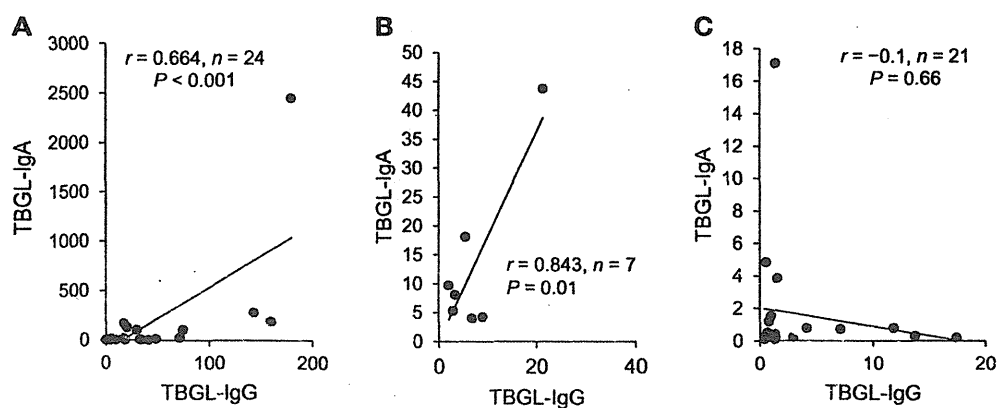 A
3000
2500
2000
1500
1000
500
0
TBGL-IgA
r = 0.664, n = 24
P < 0.001
0
100
200
TBGL-IgG
B
50
45
40
35
30
25
20
15
10
5
0
TBGL-IgA
r = 0.843, n = 7
P = 0.01
0
20
40
TBGL-IgG
C
18
16
14
12
10
8
6
4
2
0
TBGL-IgA
r = −0.1, n = 21
P = 0.66
0
10
20
TBGL-IgG